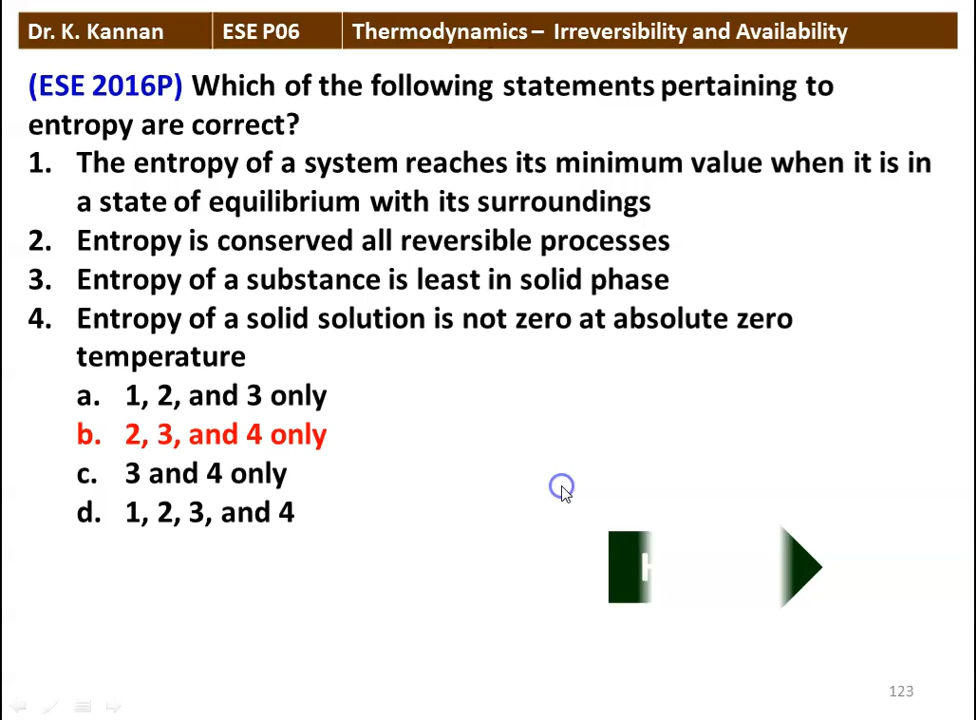 Dr. K. Kannan ESE P06 Thermodynamics – Irreversibility and Availability
(ESE 2016P) Which of the following statements pertaining to
entropy are correct?
1. The entropy of a system reaches its minimum value when it is in
a state of equilibrium with its surroundings
2. Entropy is conserved all reversible processes
3. Entropy of a substance is least in solid phase
4. Entropy of a solid solution is not zero at absolute zero
temperature
a. 1, 2, and 3 only
b. 2, 3, and 4 only
c. 3 and 4 only
d. 1, 2, 3, and 4
123